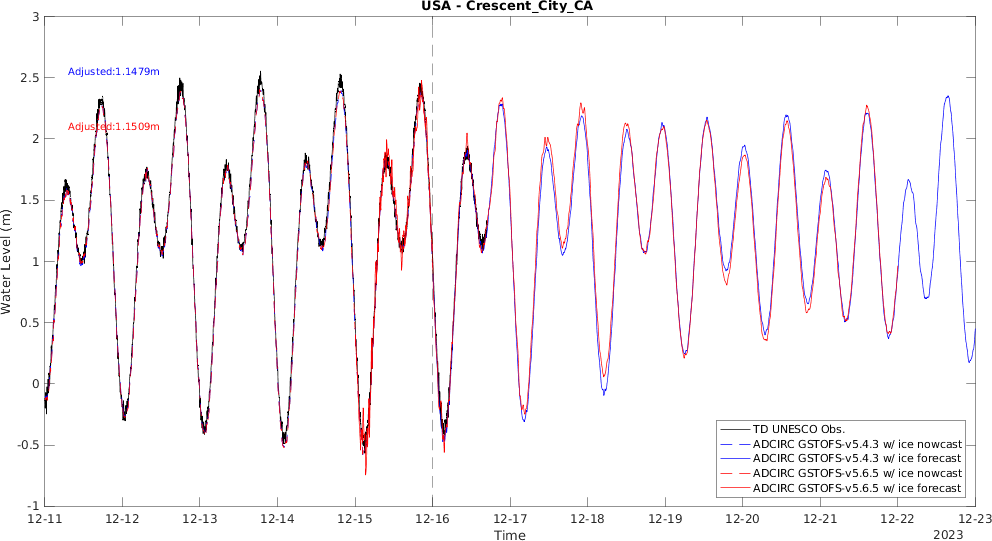 USA - Crescent_City_CA
3
2.5
2
1.5
1
0.5
0
-0.5
-1
Water Level (m)
Adjusted:1.1479m
Adjusted:1.1509m
TD UNESCO Obs.
ADCIRC GSTOFS-v5.4.3 w/ ice nowcast
ADCIRC GSTOFS-v5.4.3 w/ ice forecast
ADCIRC GSTOFS-v5.6.5 w/ ice nowcast
ADCIRC GSTOFS-v5.6.5 w/ ice forecast
12-11 12-12 12-13 12-14 12-15 12-16 12-17 12-18 12-19 12-20 12-21 12-22 12-23
Time
2023